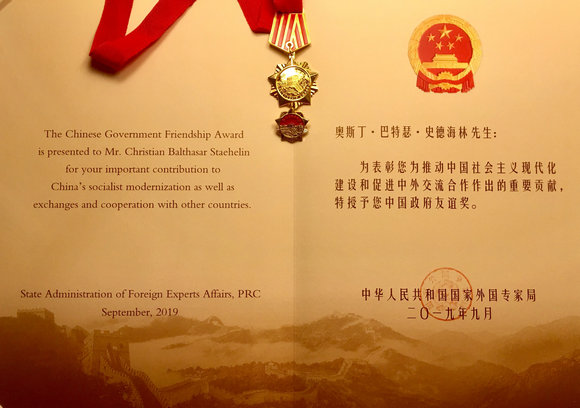 The Chinese Government Friendship Award
is presented to Mr. Christian Balthasar Staehelin
for your important contribution to
China's socialist modernization as well as
exchanges and cooperation with other countries.
State Administration of Foreign Experts Affairs, PRC
September, 2019
奥斯丁·巴特瑟·史德海林先生:
为表彰您为推动中国社会主义现代化
建设和促进中外交流合作作出的重要贡献,
特授予您中国政府友谊奖。
中华人民共和国国家外国专家局
二〇一九年九月